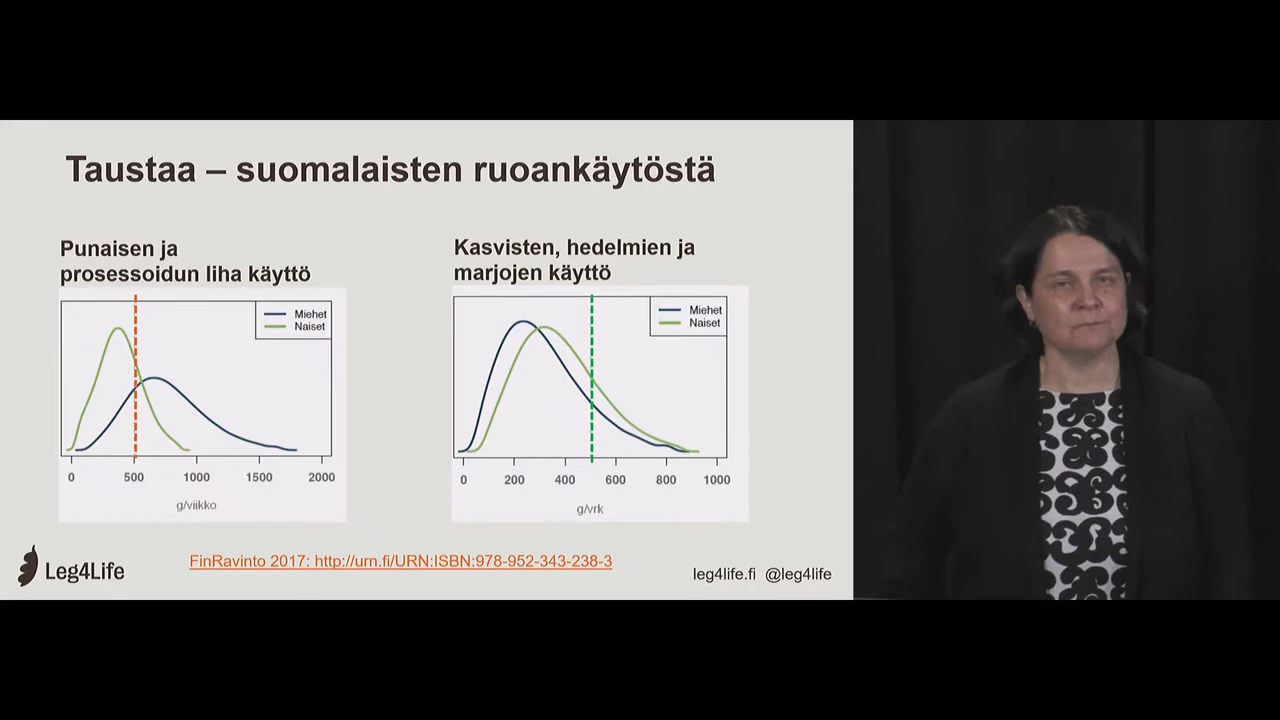 Taustaa – suomalaisten ruoankäytöstä
Punaisen ja
prosessoidun liha käyttö
Miehet
Naiset
0 500 1000 1500 2000
g/viikko
Kasvisten, hedelmien ja
marjojen käyttö
Miehet
Naiset
0 200 400 600 800 1000
g/vrk
Leg4Life
FinRavinto 2017: http://urn.fi/URN:ISBN:978-952-343-238-3
leg4life.fi @leg4life